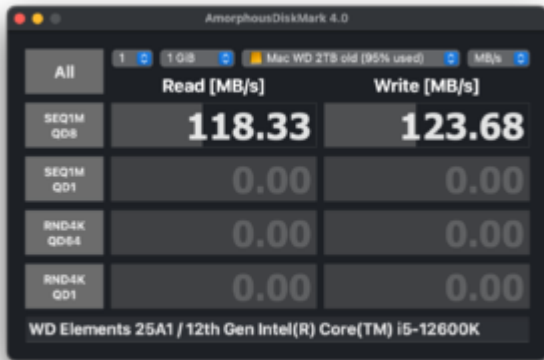 AmorphousDiskMark 4.0
All
1 1 GiB Mac WD 2TB old (95% used) MB/s
Read [MB/s] Write [MB/s]
SEQ1M
QD8
118.33 123.68
SEQ1M
QD1
0.00 0.00
RND4K
QD64
0.00 0.00
RND4K
QD1
0.00 0.00
WD Elements 25A1 / 12th Gen Intel(R) Core(TM) i5-12600K